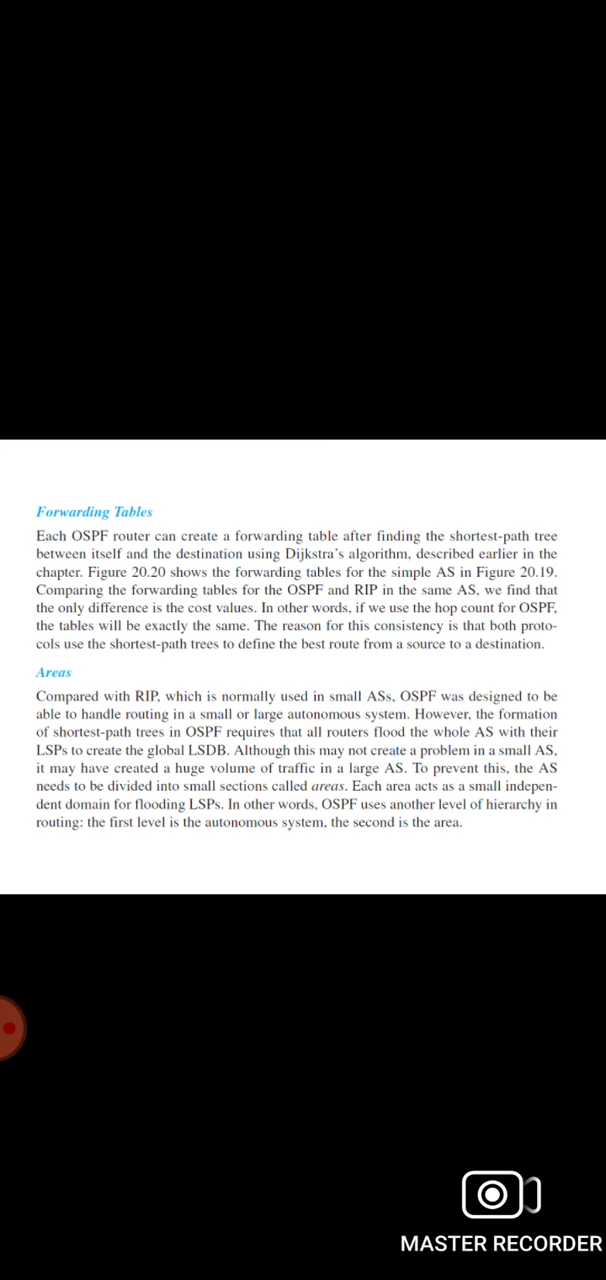 Forwarding Tables
Each OSPF router can create a forwarding table after finding the shortest-path tree
between itself and the destination using Dijkstra's algorithm, described earlier in the
chapter. Figure 20.20 shows the forwarding tables for the simple AS in Figure 20.19.
Comparing the forwarding tables for the OSPF and RIP in the same AS, we find that
the only difference is the cost values. In other words, if we use the hop count for OSPF,
the tables will be exactly the same. The reason for this consistency is that both proto-
cols use the shortest-path trees to define the best route from a source to a destination.
Areas
Compared with RIP, which is normally used in small ASs, OSPF was designed to be
able to handle routing in a small or large autonomous system. However, the formation
of shortest-path trees in OSPF requires that all routers flood the whole AS with their
LSPs to create the global LSDB. Although this may not create a problem in a small AS,
it may have created a huge volume of traffic in a large AS. To prevent this, the AS
needs to be divided into small sections called areas. Each area acts as a small indepen-
dent domain for flooding LSPs. In other words, OSPF uses another level of hierarchy in
routing: the first level is the autonomous system, the second is the area.
MASTER RECORDER